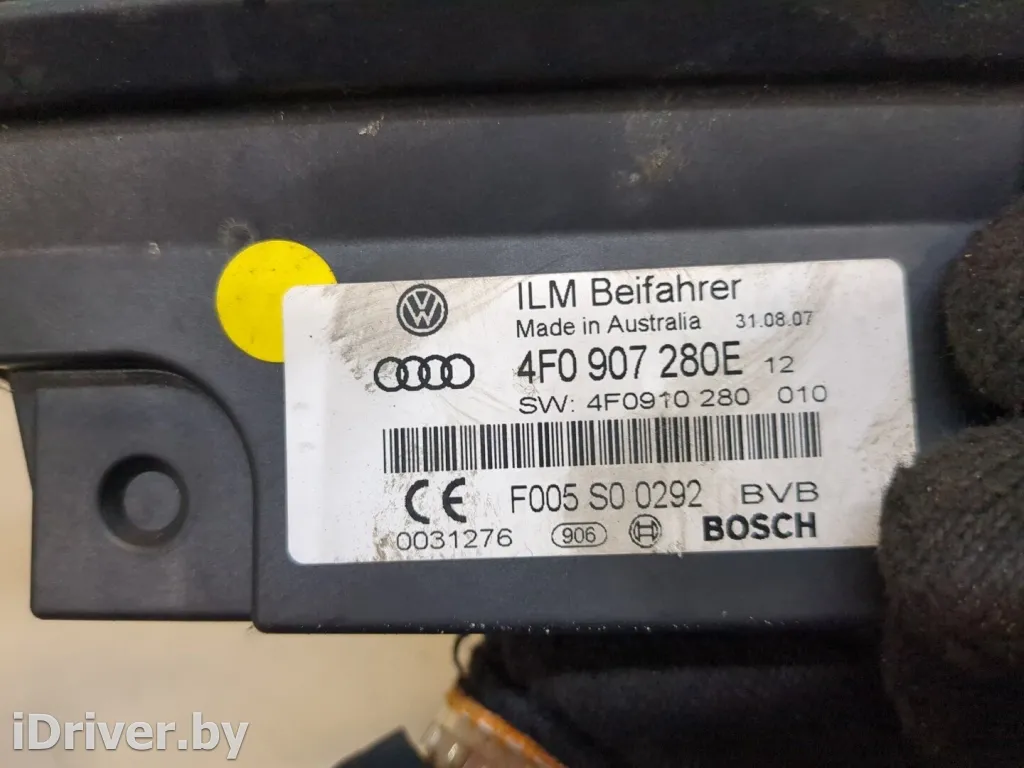 ILM Beifahrer
Made in Australia 31.08.07
4F0 907 280E 12
SW: 4F0910 280 010
CE F005 S0 0292 BVB
0031276 906 BOSCH
iDriver.by